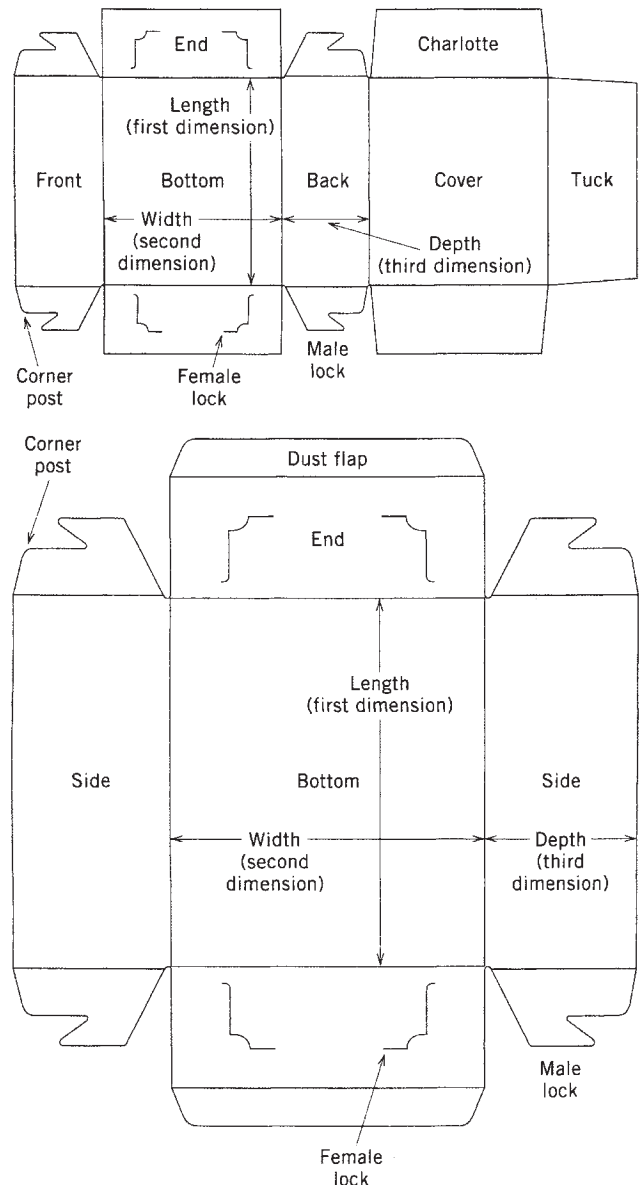 End
Charlotte
Length
(first dimension)
Front
Bottom
Back
Cover
Tuck
Width
(second
dimension)
Depth
(third dimension)
Corner
post
Female
lock
Male
lock
Corner
post
Dust flap
End
Length
(first dimension)
Side
Bottom
Side
Width
(second
dimension)
Depth
(third
dimension)
Male
lock
Female
lock